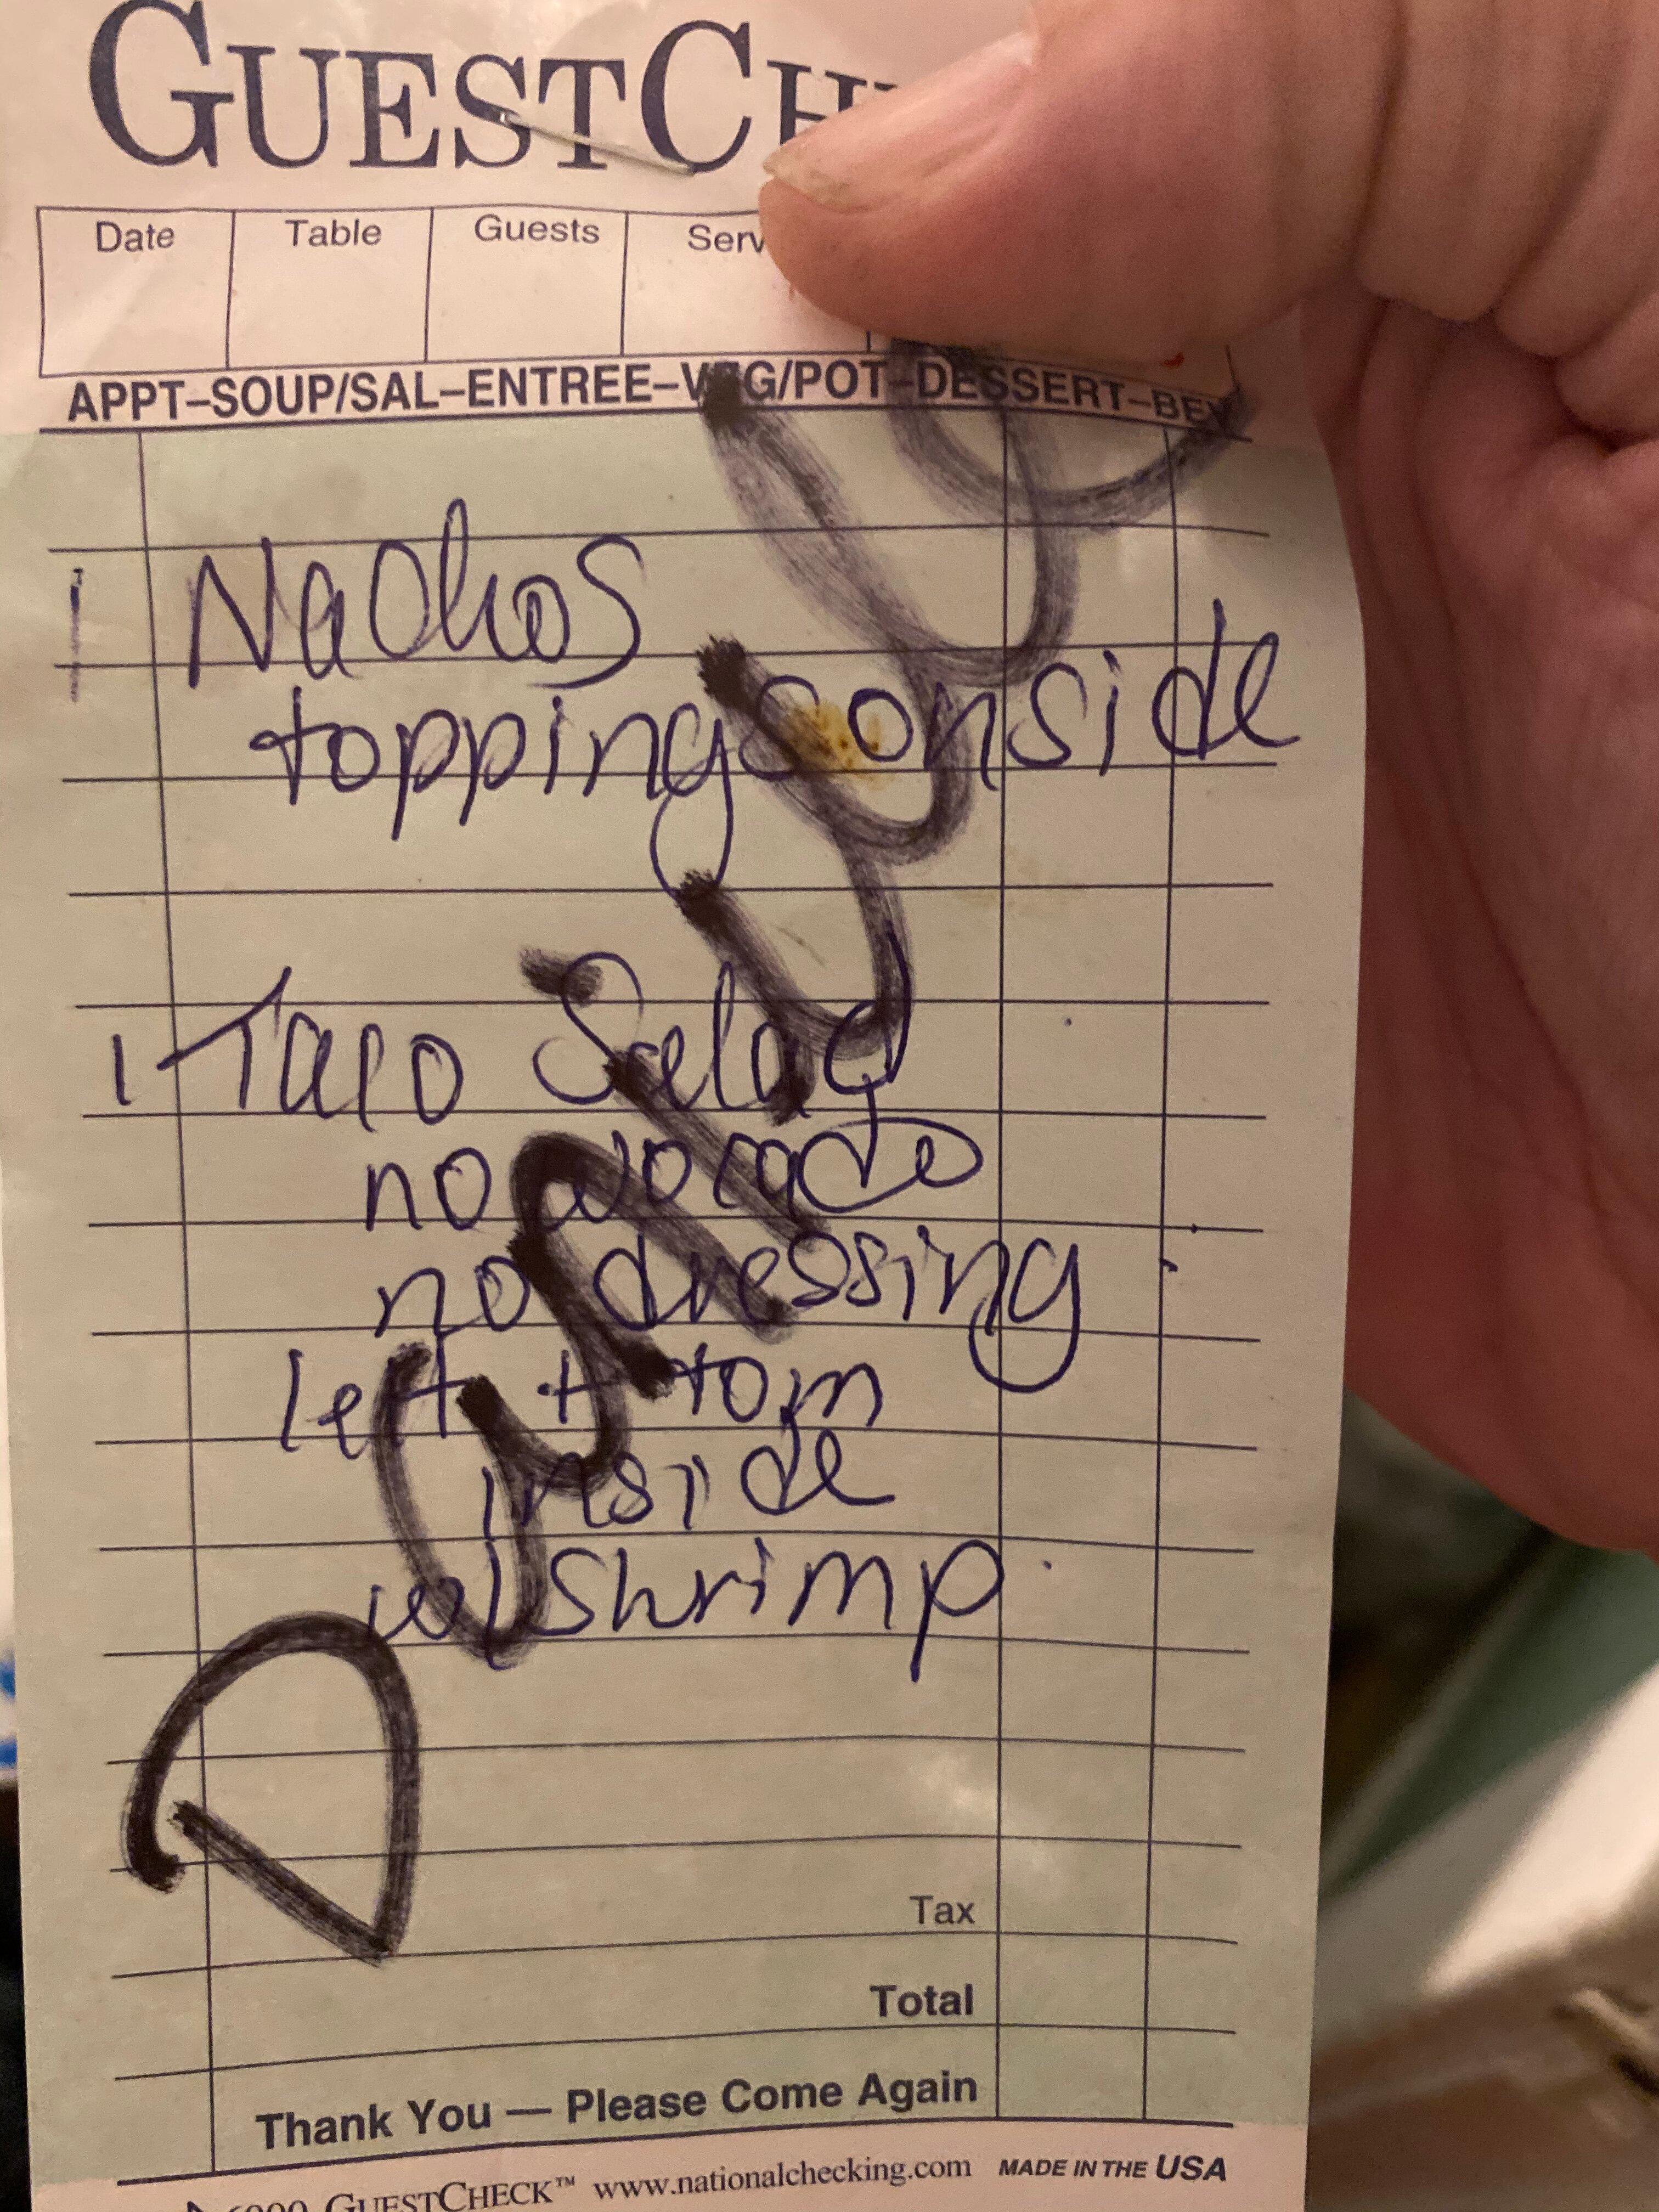 GUESTCH
Date Table Guests Serv
APPT–SOUP/SAL–ENTREE–VEG/POT–DESSERT–BEV
1 Nachos
toppings onside
1 Taco Salad
no avocado
no dressing
lett + tom
inside
w/ Shrimp
Tax
Total
Thank You — Please Come Again
GUESTCHECK™ www.nationalchecking.com MADE IN THE USA